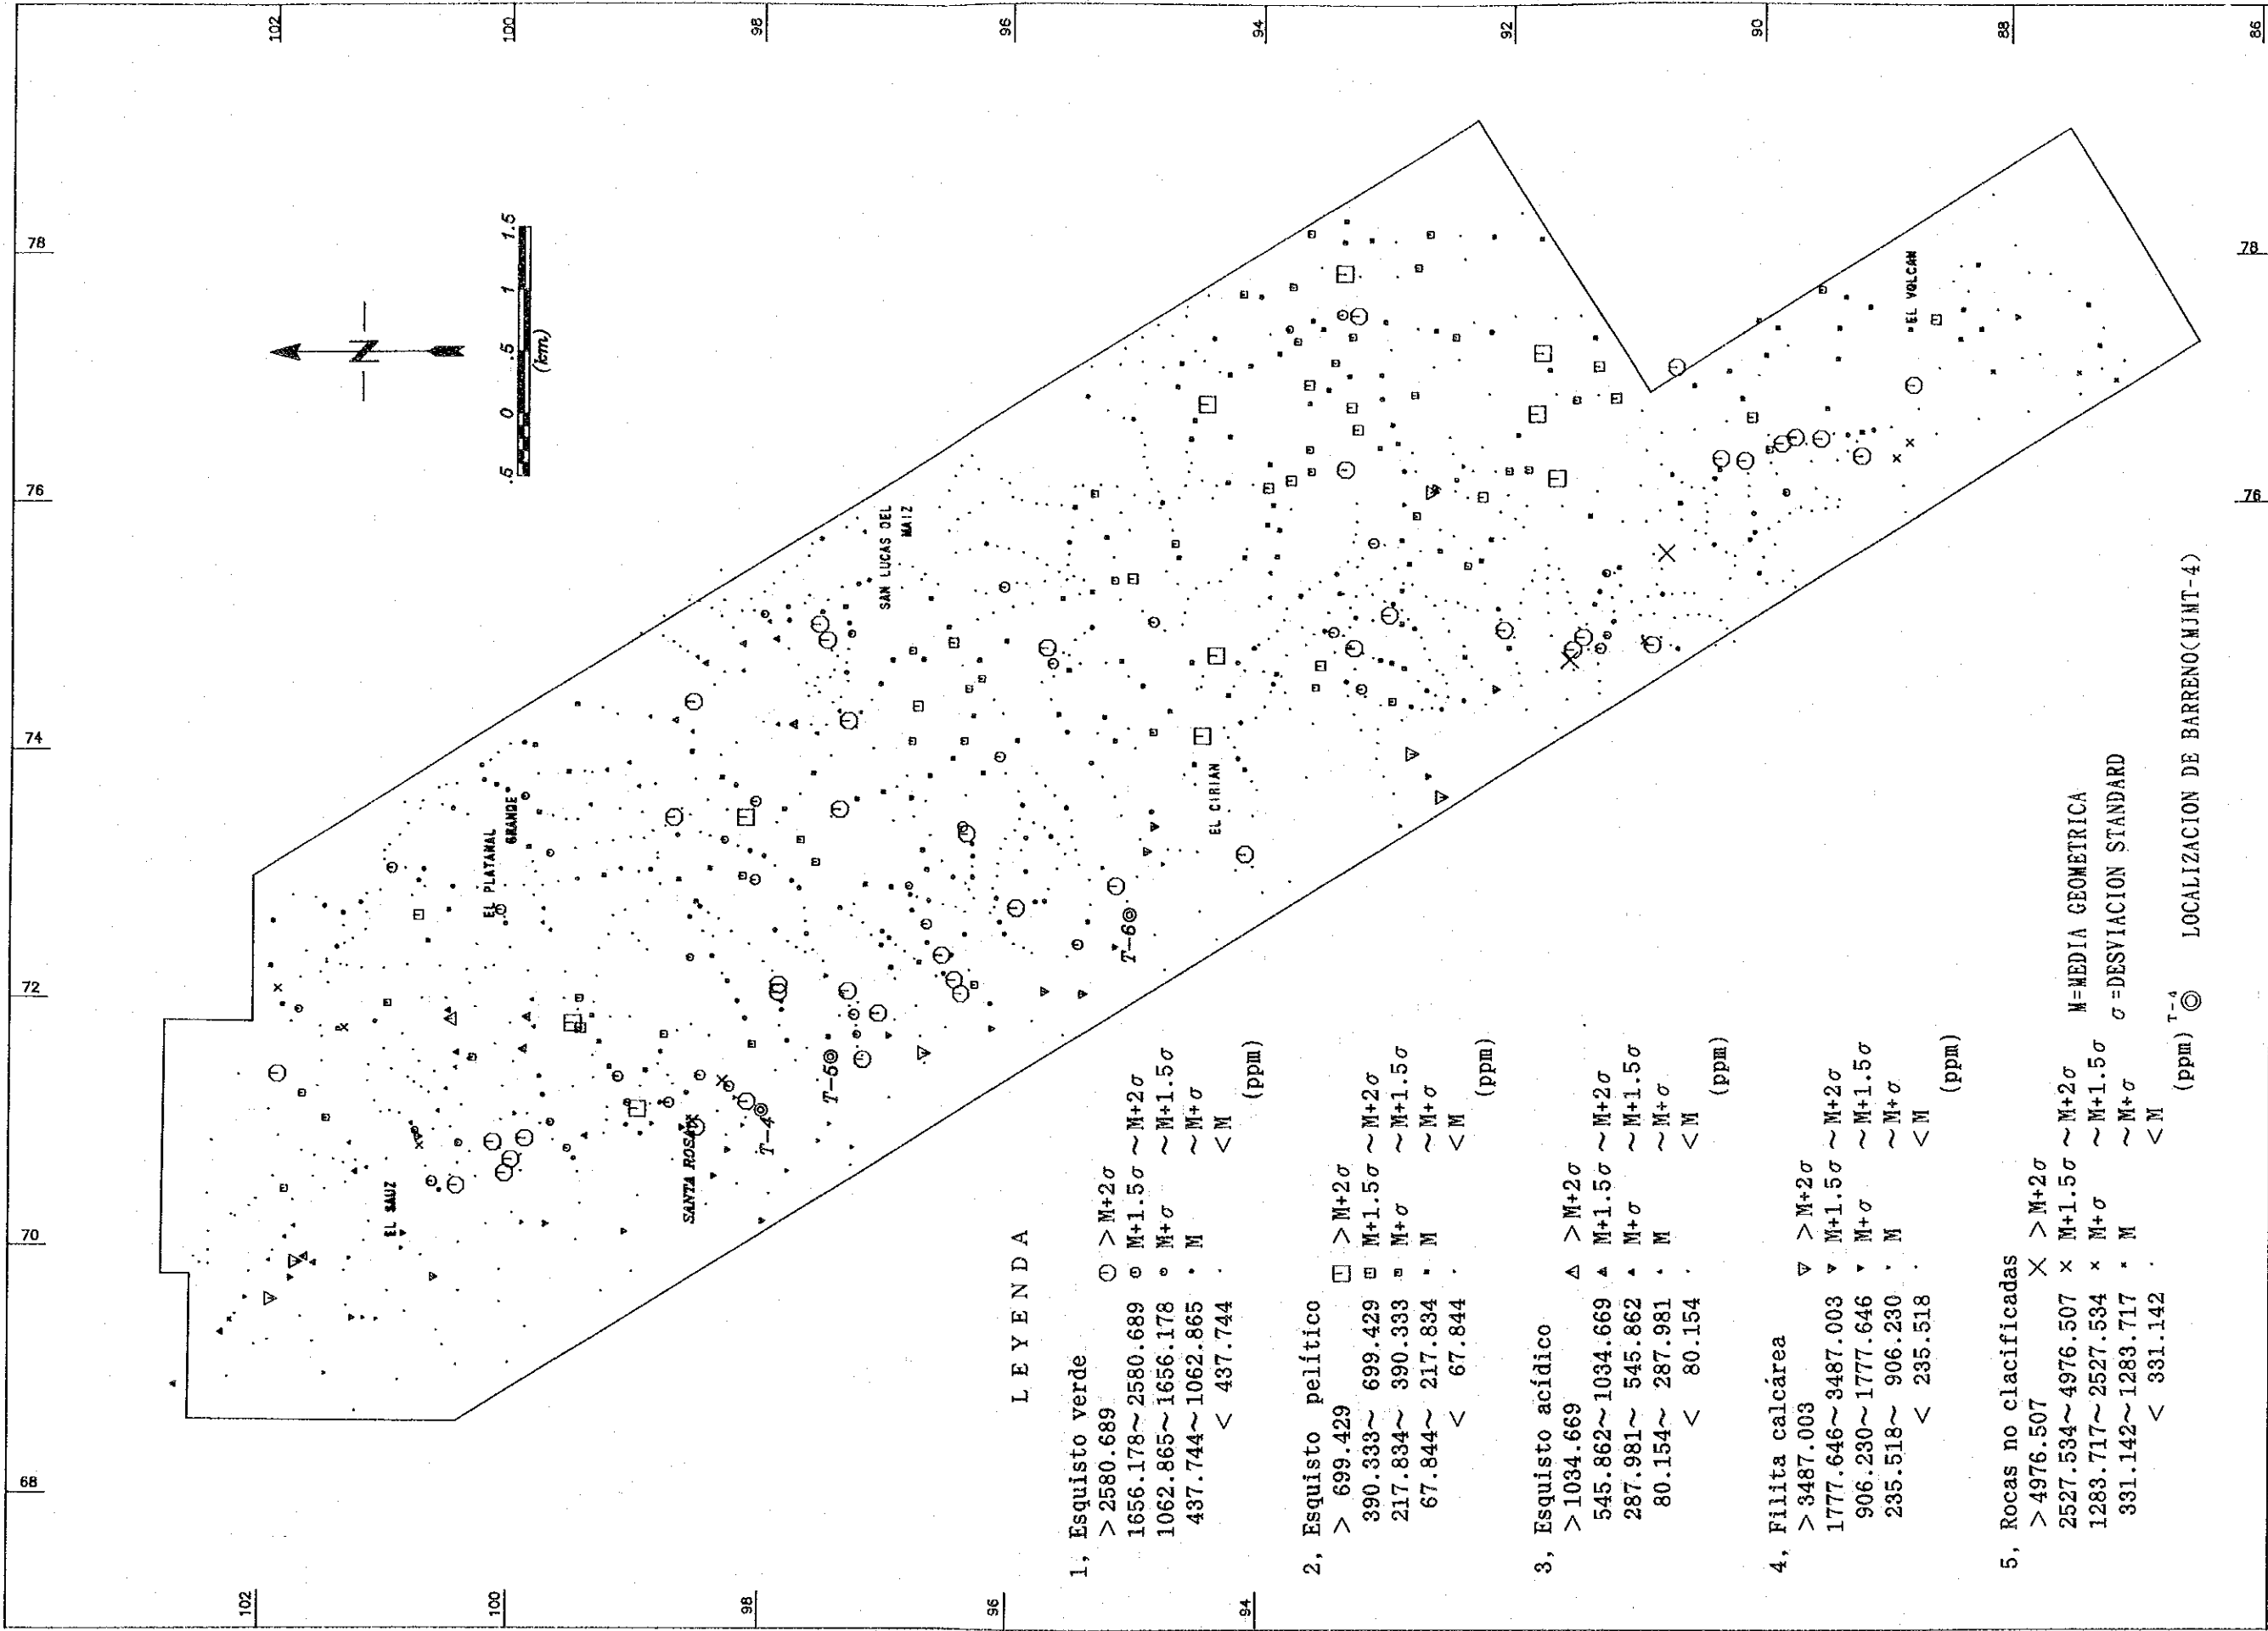 102
100
98
96
94
92
90
88
86
78
76
74
72
70
68
102
100
98
96
94
78
76
N
.5 0 .5 1 1.5
(km)
SAN LUCAS DEL
MAIZ
EL PLATANAL
GRANDE
EL SAUZ
SANTA ROSA
T-4
T-5
T-6
EL CIRIAN
EL VOLCAN
LEYENDA
1, Esquisto verde
> 2580.689 > M+2σ
1656.178~2580.689 M+1.5σ ~M+2σ
1062.865~1656.178 M+σ ~M+1.5σ
437.744~1062.865 M ~M+σ
< 437.744 <M
(ppm)
2, Esquisto pelítico
> 699.429 >M+2σ
390.333~ 699.429 M+1.5σ ~M+2σ
217.834~ 390.333 M+σ ~M+1.5σ
67.844~ 217.834 M ~M+σ
< 67.844 <M
(ppm)
3, Esquisto acídico
>1034.669 >M+2σ
545.862~1034.669 M+1.5σ ~M+2σ
287.981~ 545.862 M+σ ~M+1.5σ
80.154~ 287.981 M ~M+σ
< 80.154 <M
(ppm)
4, Filita calcárea
> 3487.003 >M+2σ
1777.646~3487.003 M+1.5σ ~M+2σ
906.230~1777.646 M+σ ~M+1.5σ
235.518~ 906.230 M ~M+σ
< 235.518 <M
(ppm)
5, Rocas no clacificadas
> 4976.507 >M+2σ
2527.534~4976.507 M+1.5σ ~M+2σ
1283.717~2527.534 M+σ ~M+1.5σ
331.142~1283.717 M ~M+σ
< 331.142 <M
(ppm)
M=MEDIA GEOMETRICA
σ=DESVIACION STANDARD
T-4 LOCALIZACION DE BARRENO(MJMT-4)